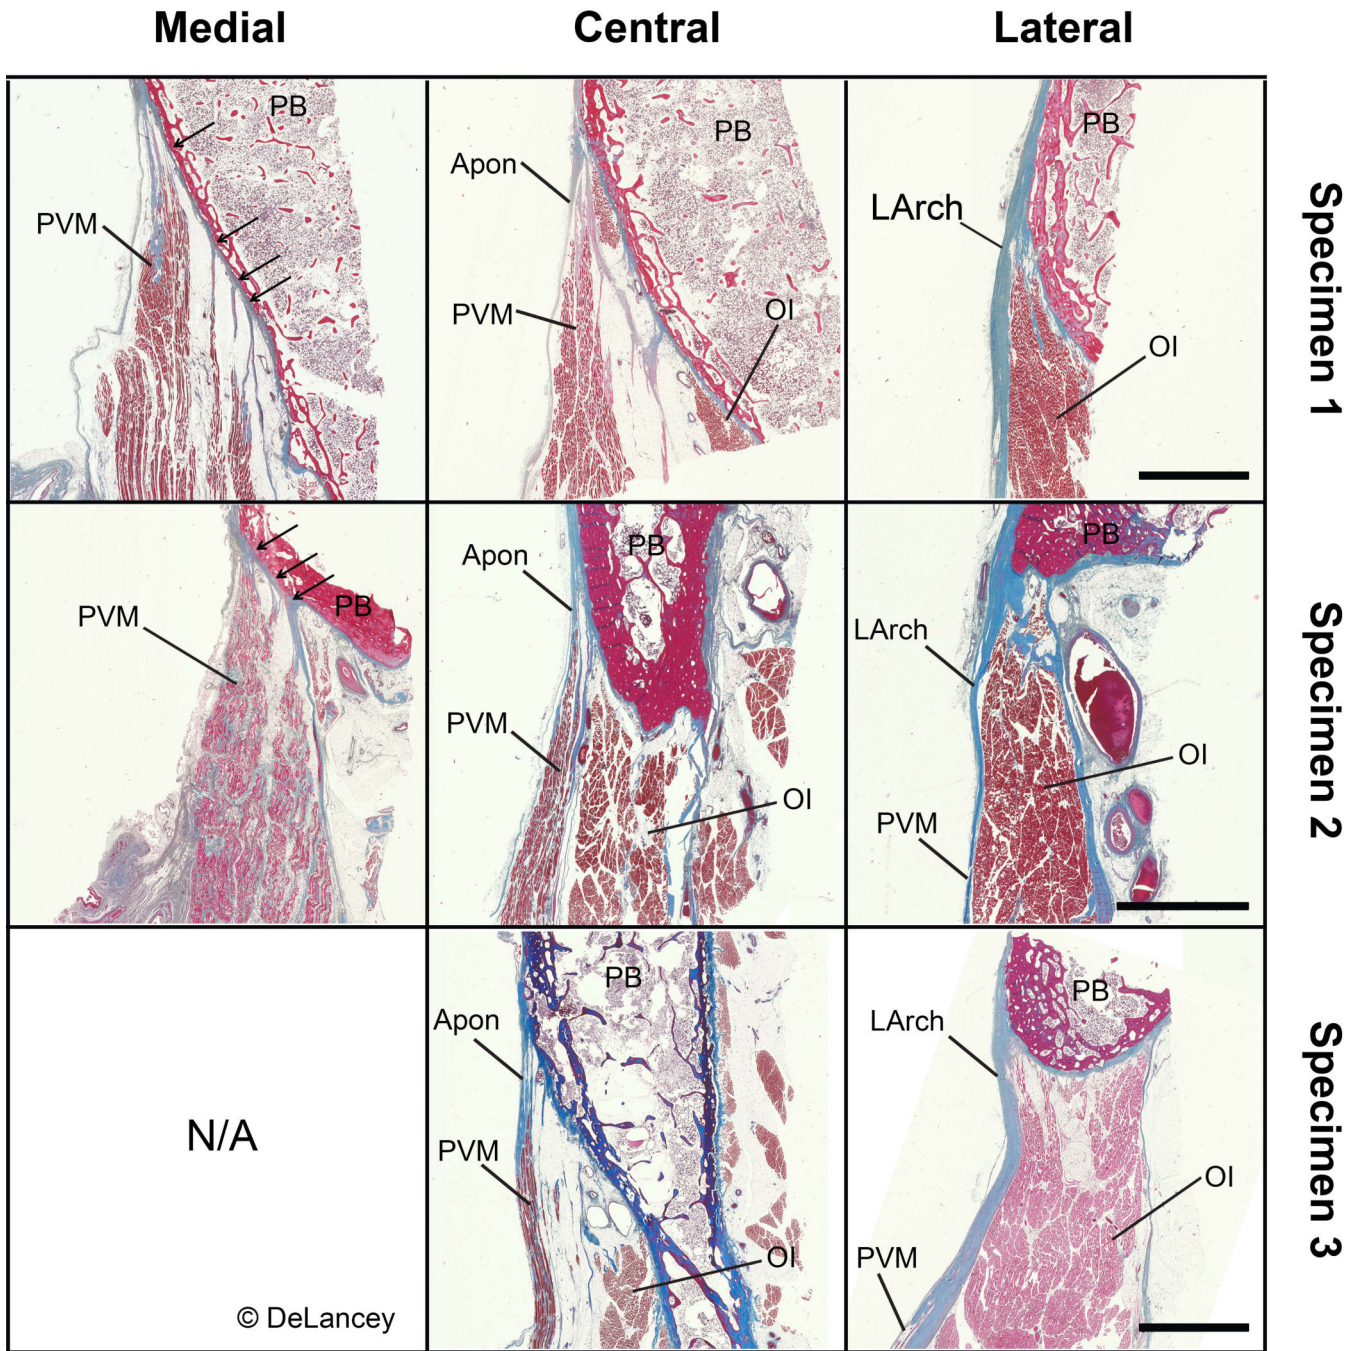 Medial Central Lateral
PB
PVM
PB
Apon
PVM
OI
PB
LArch
OI
Specimen 1
PB
PVM
PB
Apon
PVM
OI
PB
LArch
OI
PVM
Specimen 2
N/A
© DeLancey
PB
Apon
PVM
OI
PB
LArch
OI
PVM
Specimen 3